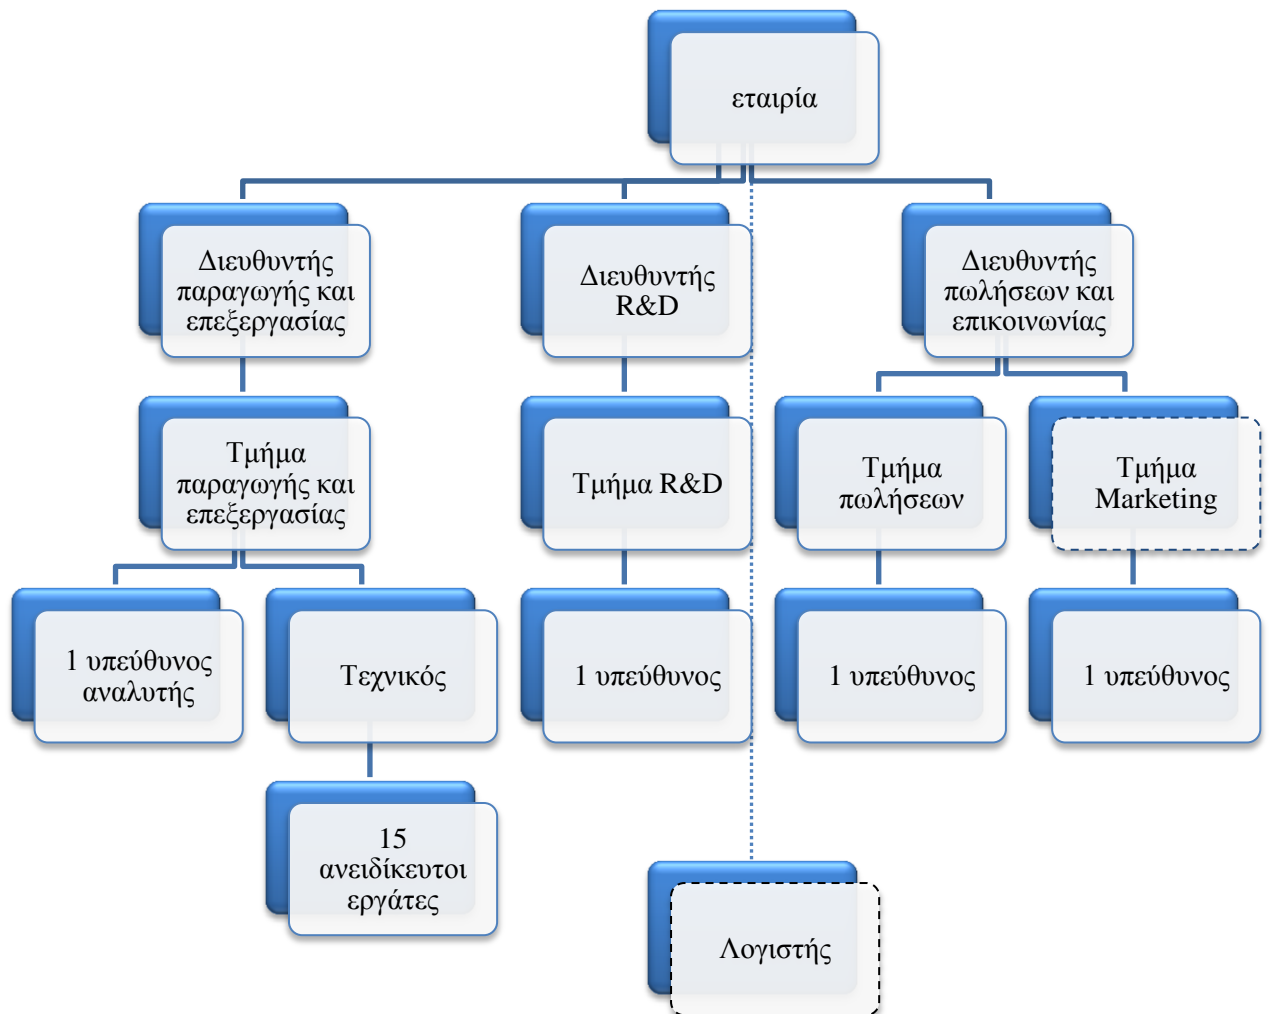 εταιρία
Διευθυντής
παραγωγής και
επεξεργασίας
Διευθυντής
R&D
Διευθυντής
πωλήσεων και
επικοινωνίας
Τμήμα
παραγωγής και
επεξεργασίας
Τμήμα R&D
Τμήμα
πωλήσεων
Τμήμα
Marketing
1 υπεύθυνος
αναλυτής
Τεχνικός
1 υπεύθυνος
1 υπεύθυνος
1 υπεύθυνος
15
ανειδίκευτοι
εργάτες
Λογιστής